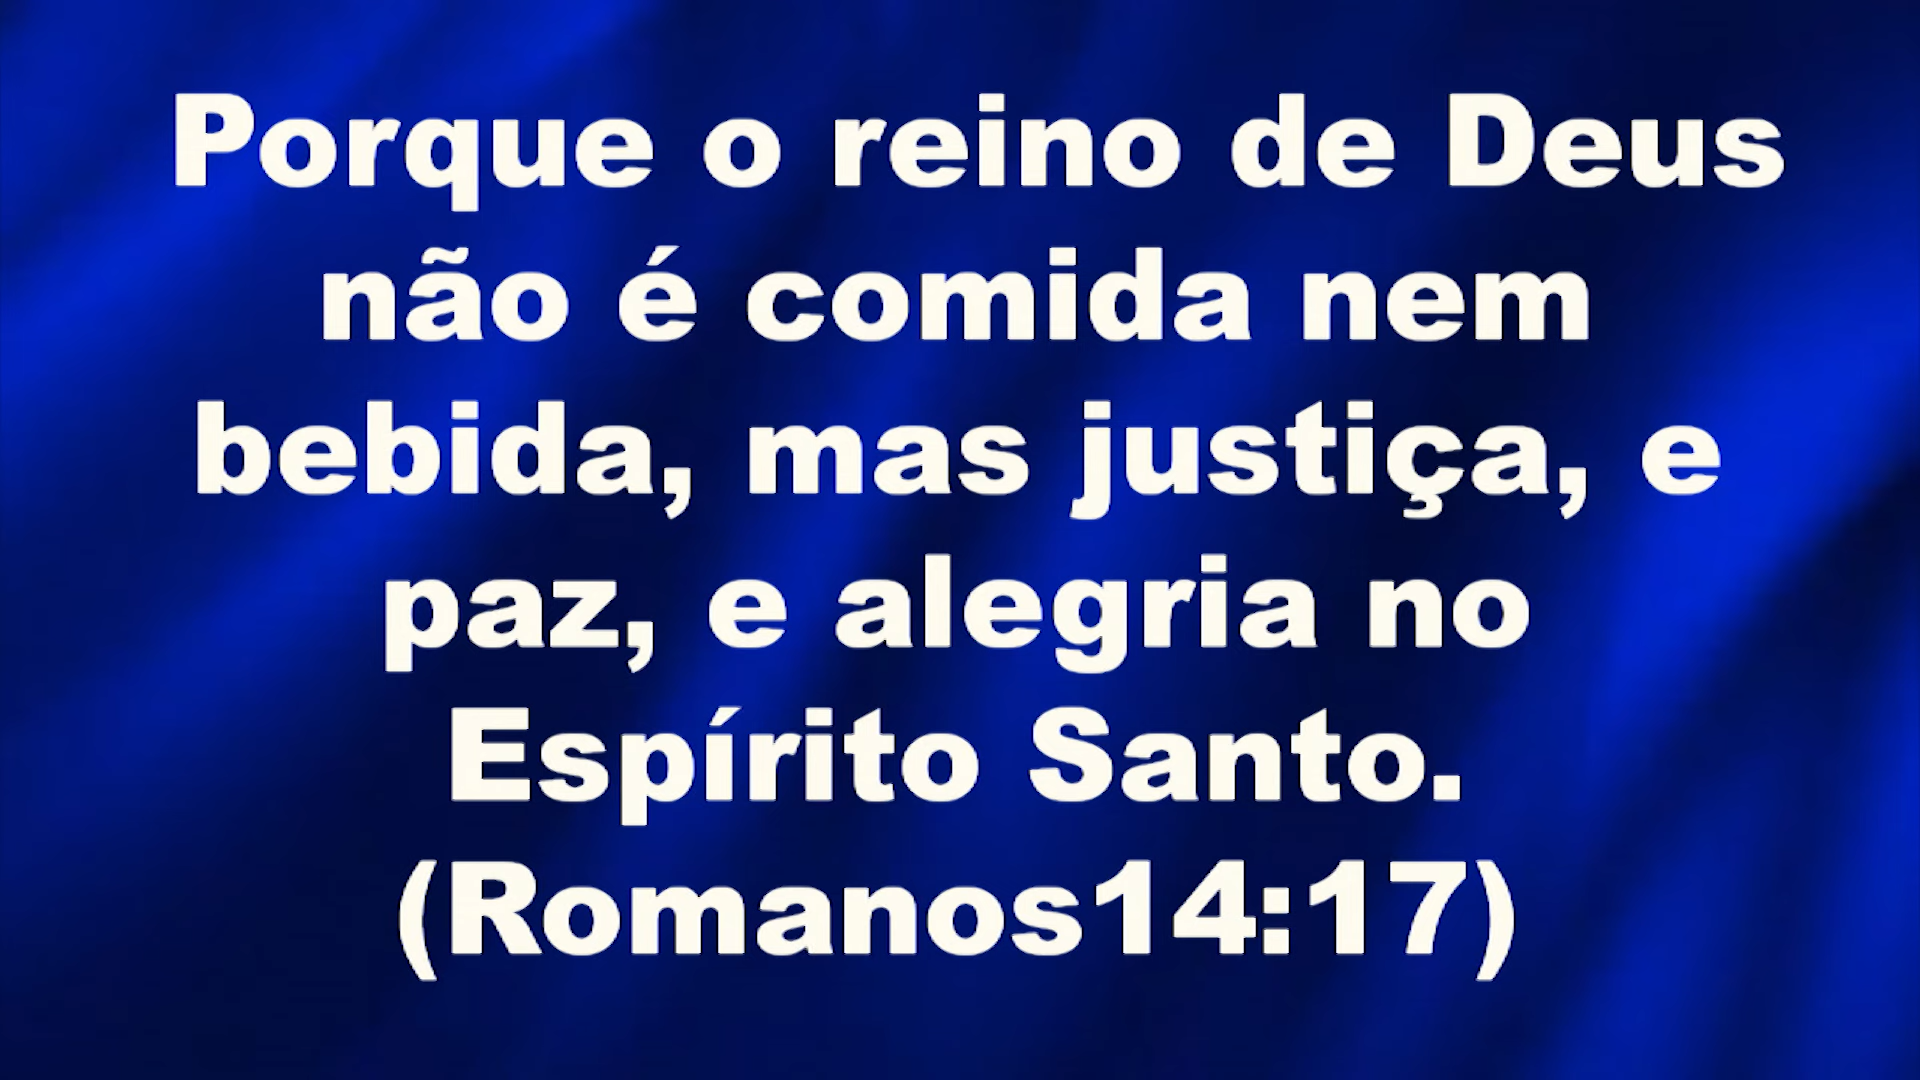 Porque o reino de Deus
não é comida nem
bebida, mas justiça, e
paz, e alegria no
Espírito Santo.
(Romanos14:17)